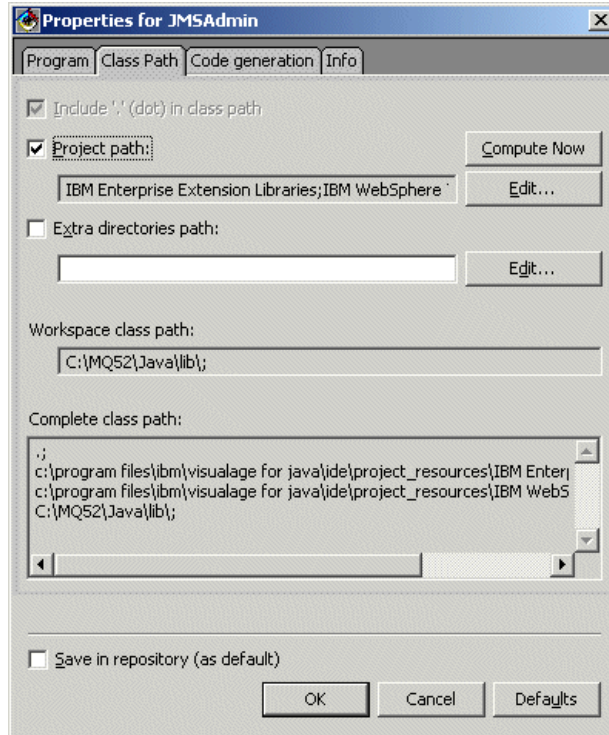 Properties for JMSAdmin
Program Class Path Code generation Info
Include '.' (dot) in class path
Project path: Compute Now
IBM Enterprise Extension Libraries;IBM WebSphere Edit...
Extra directories path:
Edit...
Workspace class path:
C:\MQ52\Java\lib\;
Complete class path:
.;
c:\program files\ibm\visualage for java\ide\project_resources\IBM Enter
c:\program files\ibm\visualage for java\ide\project_resources\IBM WebS
C:\MQ52\Java\lib\;
Save in repository (as default)
OK Cancel Defaults